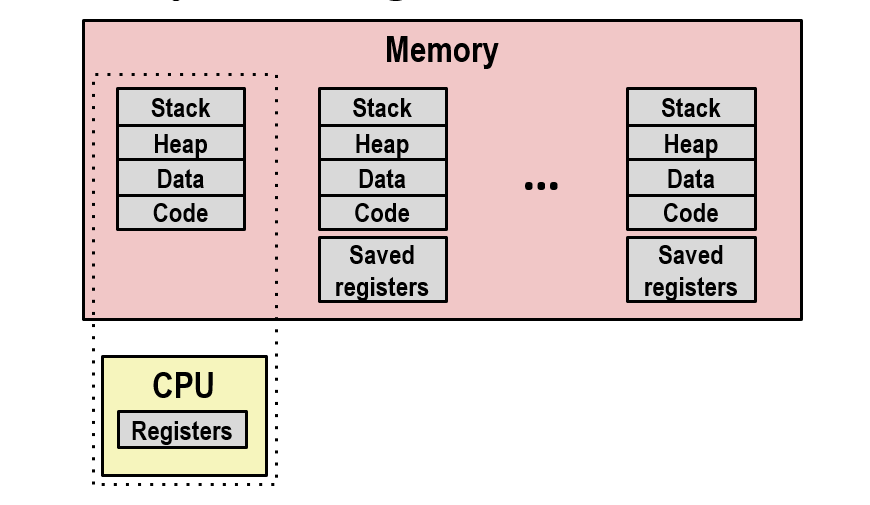 Memory
Stack
Heap
Data
Code
Stack
Heap
Data
Code
Saved
registers
...
Stack
Heap
Data
Code
Saved
registers
CPU
Registers